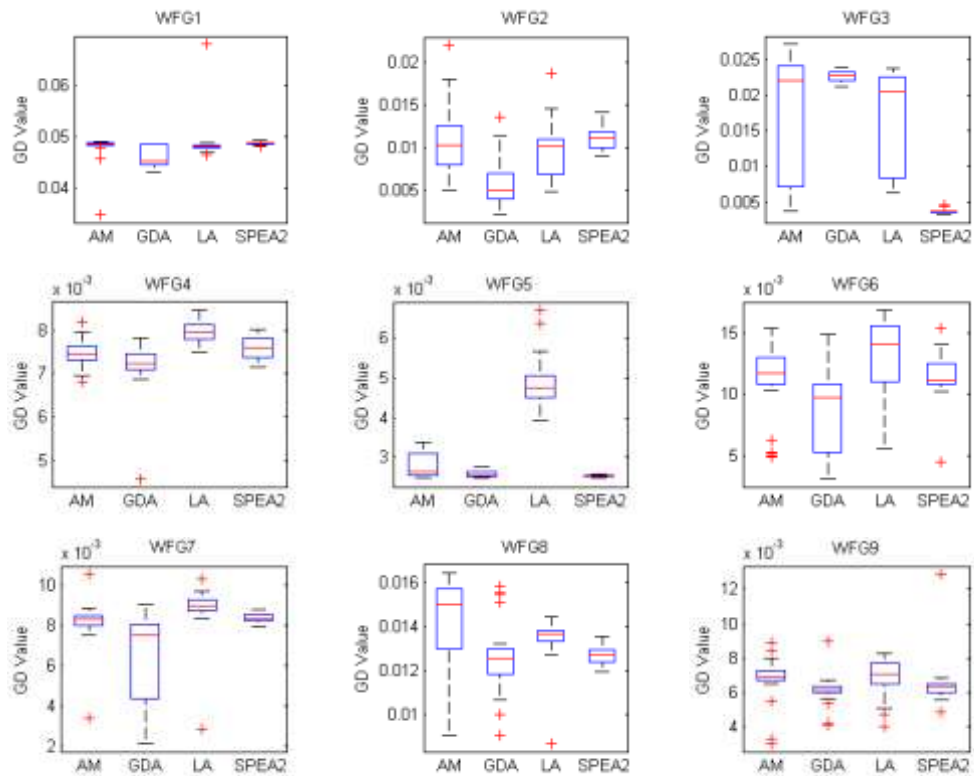 WFG1
GD Value
0.06
0.05
0.04
AM GDA LA SPEA2
WFG2
GD Value
0.02
0.015
0.01
0.005
AM GDA LA SPEA2
WFG3
GD Value
0.025
0.02
0.015
0.01
0.005
AM GDA LA SPEA2
x 10-3
WFG4
GD Value
8
7
6
5
AM GDA LA SPEA2
x 10-3
WFG5
GD Value
6
5
4
3
AM GDA LA SPEA2
x 10-3
WFG6
GD Value
15
10
5
AM GDA LA SPEA2
x 10-3
WFG7
GD Value
10
8
6
4
2
AM GDA LA SPEA2
WFG8
GD Value
0.016
0.014
0.012
0.01
AM GDA LA SPEA2
x 10-3
WFG9
GD Value
12
10
8
6
4
AM GDA LA SPEA2